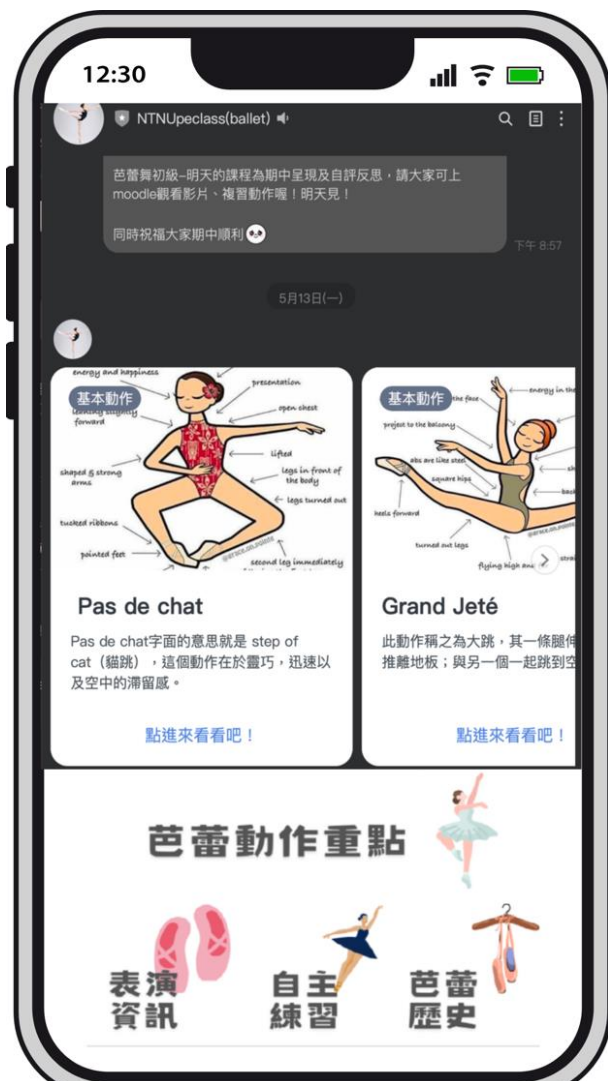 12:30
NTNUpeclass(ballet)
芭蕾舞初級–明天的課程為期中呈現及自評反思，請大家可上
moodle觀看影片、複習動作喔！明天見！
同時祝福大家期中順利
下午 8:57
5月13日(一)
energy and happiness
presentation
基本動作
leaning slightly
forward
open chest
lifted
shaped & strong
arms
legs in front of
the body
legs turned out
tucked ribbons
pointed feet
second leg immediately
Pas de chat
Pas de chat字面的意思就是 step of
cat（貓跳），這個動作在於靈巧，迅速以
及空中的滯留感。
點進來看看吧！
基本動作
the face
energy in the
project to the balcony
abs are like steel
square hips
heels forward
turned out legs
flying high and
Grand Jeté
此動作稱之為大跳，其一條腿伸
推離地板；與另一個一起跳到空
點進來看看吧！
芭蕾動作重點
表演
資訊
自主
練習
芭蕾
歷史